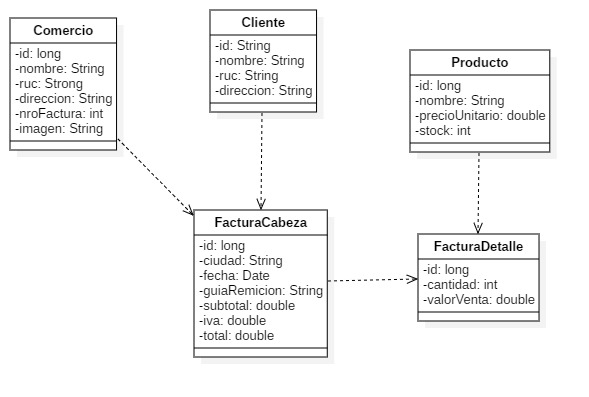 Comercio
-id: long
-nombre: String
-ruc: Strong
-direccion: String
-nroFactura: int
-imagen: String
Cliente
-id: String
-nombre: String
-ruc: String
-direccion: String
Producto
-id: long
-nombre: String
-precioUnitario: double
-stock: int
FacturaCabeza
-id: long
-ciudad: String
-fecha: Date
-guiaRemicion: String
-subtotal: double
-iva: double
-total: double
FacturaDetalle
-id: long
-cantidad: int
-valorVenta: double